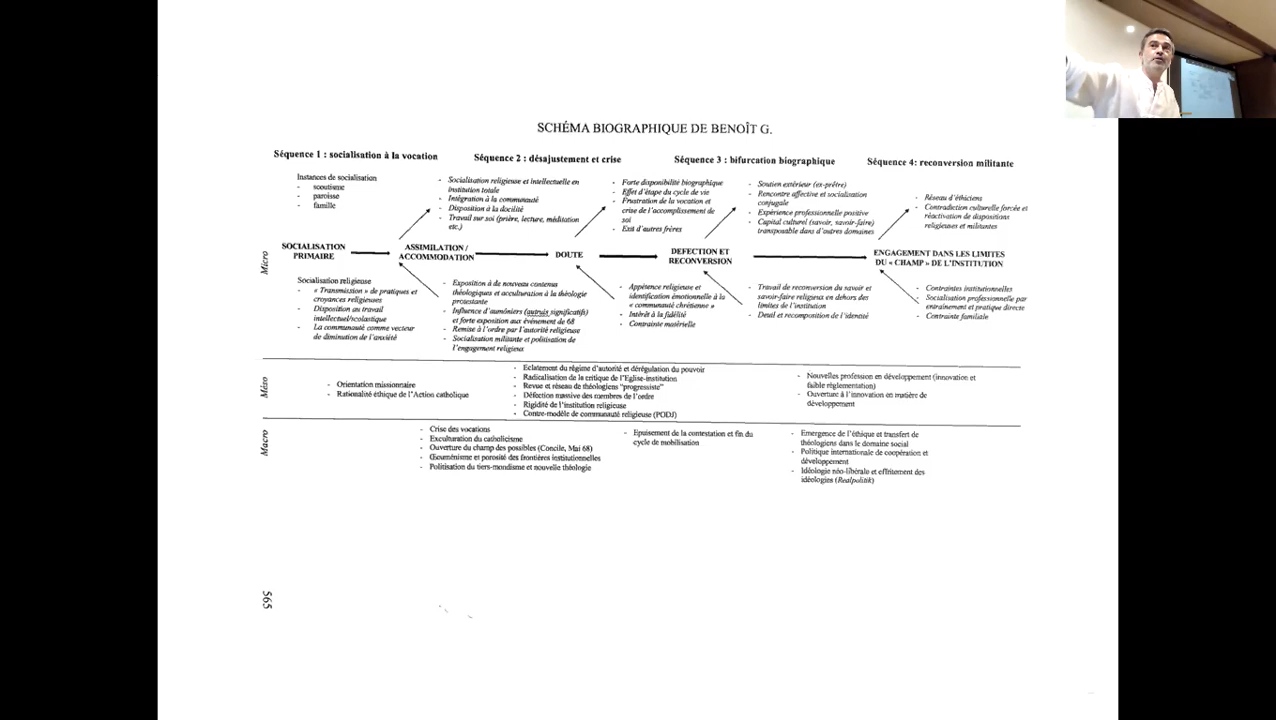 SCHÉMA BIOGRAPHIQUE DE BENOÎT G.
Séquence 1 : socialisation à la vocation
Séquence 2 : désajustement et crise
Séquence 3 : bifurcation biographique
Séquence 4: reconversion militante
Instances de socialisation
- scoutisme
- paroisse
- famille
- Socialisation religieuse et intellectuelle en
institution totale
- Intégration à la communauté
- Disposition à la docilité
- Travail sur soi (prière, lecture, méditation
etc.)
- Forte disponibilité biographique
- Effet d'étape du cycle de vie
- Frustration de la vocation et
crise de l'accomplissement de
soi
- Exit d'autres frères
- Soutien extérieur (ex-prêtre)
- Rencontre affective et socialisation
conjugale
- Expérience professionnelle positive
- Capital culturel (savoir, savoir-faire)
transposable dans d'autres domaines
- Réseau d'éthiciens
- Contradiction culturelle forcée et
réactivation de dispositions
religieuses et militantes
Micro
SOCIALISATION
PRIMAIRE
ASSIMILATION /
ACCOMMODATION
DOUTE
DEFECTION ET
RECONVERSION
ENGAGEMENT DANS LES LIMITES
DU « CHAMP » DE L'INSTITUTION
Socialisation religieuse
- « Transmission » de pratiques et
croyances religieuses
- Disposition au travail
intellectuel/scolastique
- La communauté comme vecteur
de diminution de l'anxiété
- Exposition à de nouveau contenus
théologiques et acculturation à la théologie
protestante
- Influence d'aumôniers (autruis significatifs)
et forte exposition aux événement de 68
- Remise à l'ordre par l'autorité religieuse
- Socialisation militante et politisation de
l'engagement religieux
- Appétence religieuse et
identification émotionnelle à la
« communauté chrétienne »
- Intérêt à la fidélité
- Contrainte matérielle
- Travail de reconversion du savoir et
savoir-faire religieux en dehors des
limites de l'institution
- Deuil et recomposition de l'identité
- Contraintes institutionnelles
- Socialisation professionnelle par
entraînement et pratique directe
- Contrainte familiale
Méso
- Orientation missionnaire
- Rationalité éthique de l'Action catholique
- Eclatement du régime d'autorité et dérégulation du pouvoir
- Radicalisation de la critique de l'Eglise-institution
- Revue et réseau de théologiens "progressiste"
- Défection massive des membres de l'ordre
- Rigidité de l'institution religieuse
- Contre-modèle de communauté religieuse (PODJ)
- Nouvelles profession en développement (innovation et
faible règlementation)
- Ouverture à l'innovation en matière de
développement
Macro
- Crise des vocations
- Exculturation du catholicisme
- Ouverture du champ des possibles (Concile, Mai 68)
- Œcuménisme et porosité des frontières institutionnelles
- Politisation du tiers-mondisme et nouvelle théologie
- Epuisement de la contestation et fin du
cycle de mobilisation
- Emergence de l'éthique et transfert de
théologiens dans le domaine social
- Politique internationale de coopération et
développement
- Idéologie néo-libérale et effritement des
idéologies (Realpolitik)
565